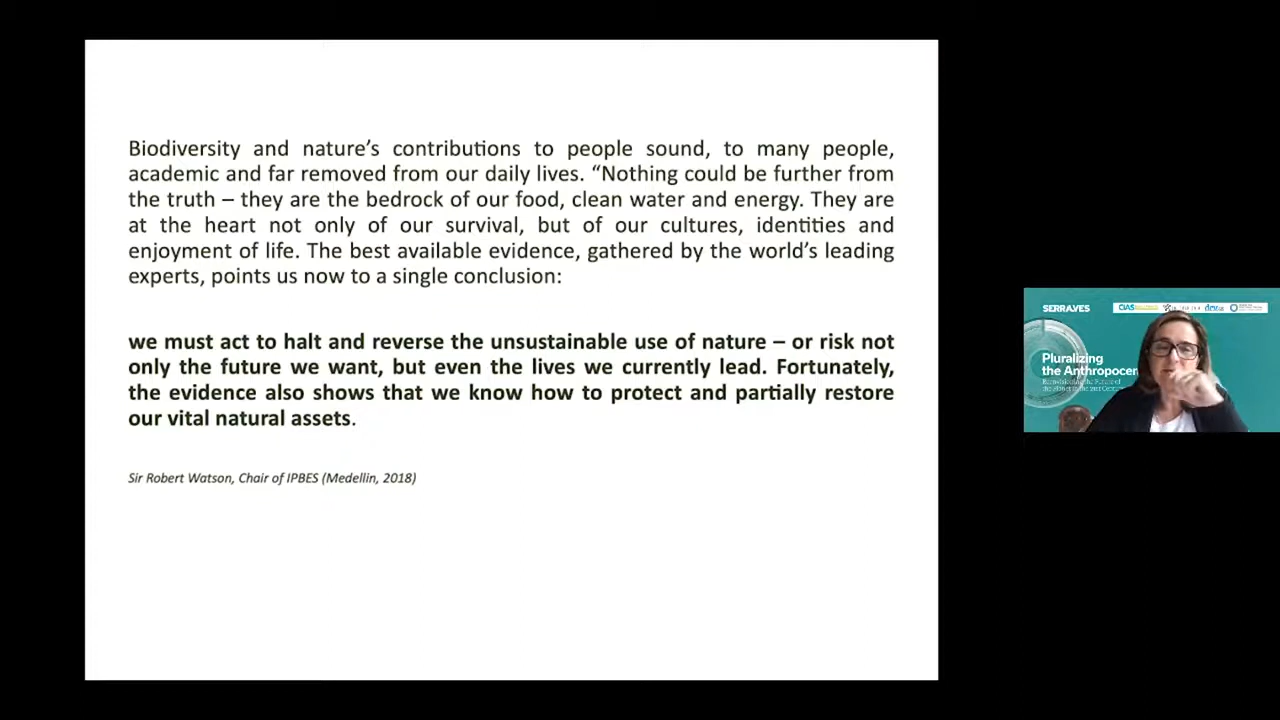 Biodiversity and nature’s contributions to people sound, to many people,
academic and far removed from our daily lives. “Nothing could be further from
the truth – they are the bedrock of our food, clean water and energy. They are
at the heart not only of our survival, but of our cultures, identities and
enjoyment of life. The best available evidence, gathered by the world’s leading
experts, points us now to a single conclusion:
we must act to halt and reverse the unsustainable use of nature – or risk not
only the future we want, but even the lives we currently lead. Fortunately,
the evidence also shows that we know how to protect and partially restore
our vital natural assets.
Sir Robert Watson, Chair of IPBES (Medellin, 2018)
SERRALVES
CIAS
Pluralizing
the Anthropocen